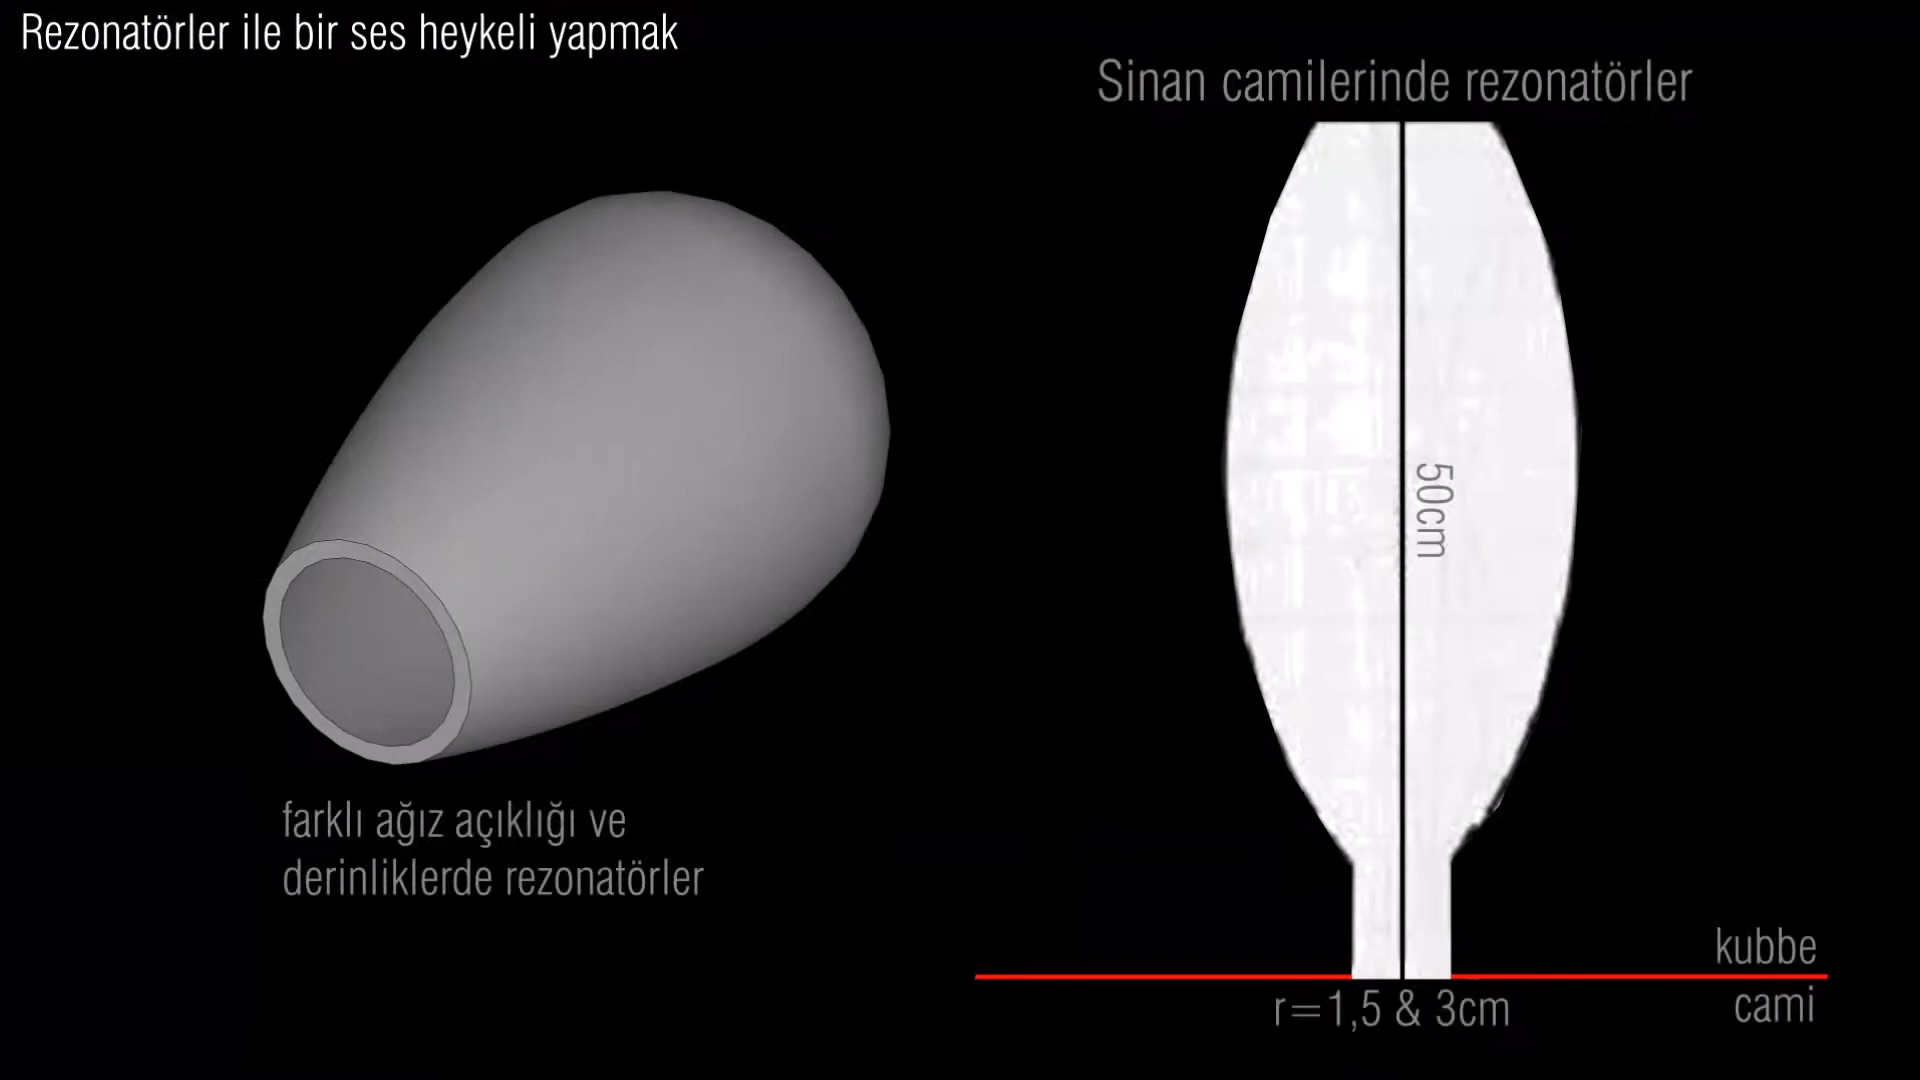 Rezonatörler ile bir ses heykeli yapmak
Sinan camilerinde rezonatörler
50cm
farklı ağız açıklığı ve
derinliklerde rezonatörler
kubbe
cami
r=1,5 & 3cm